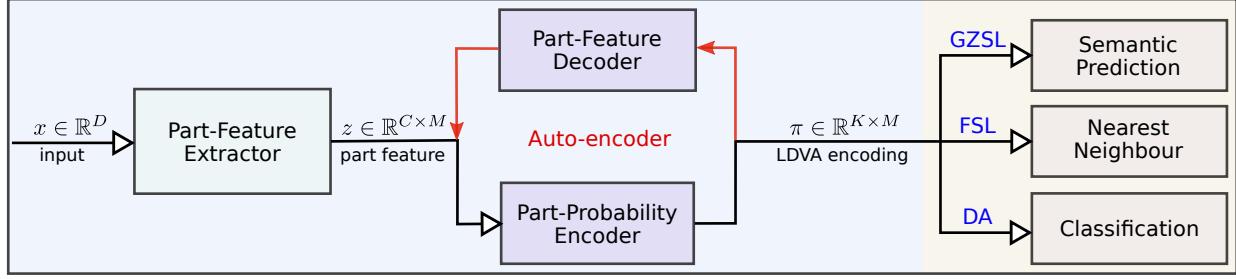 x ∈ ℝ^D
input
Part-Feature
Extractor
z ∈ ℝ^{C×M}
part feature
Part-Feature
Decoder
Auto-encoder
Part-Probability
Encoder
π ∈ ℝ^{K×M}
LDVA encoding
GZSL
Semantic
Prediction
FSL
Nearest
Neighbour
DA
Classification